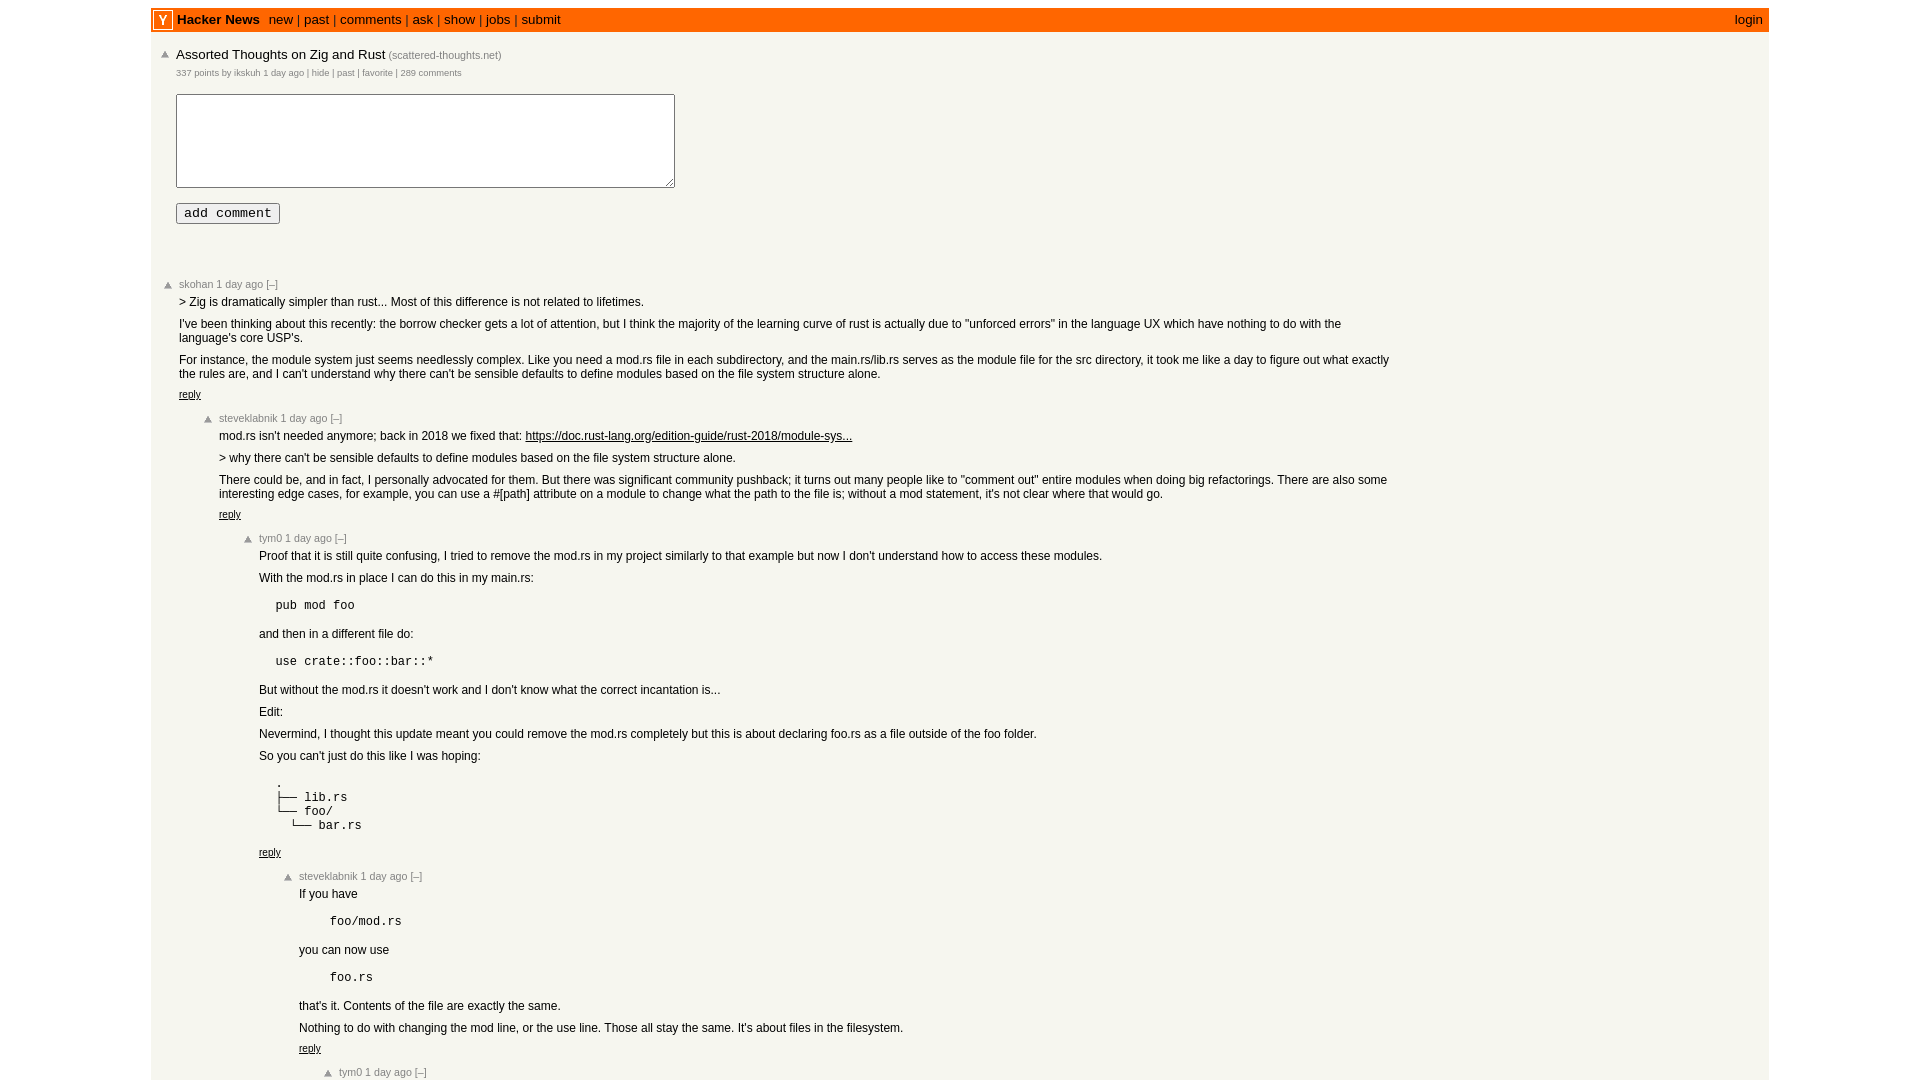 Y Hacker News new | past | comments | ask | show | jobs | submit login
Assorted Thoughts on Zig and Rust (scattered-thoughts.net)
337 points by ikskuh 1 day ago | hide | past | favorite | 289 comments
add comment
skohan 1 day ago [–]
> Zig is dramatically simpler than rust... Most of this difference is not related to lifetimes.
I've been thinking about this recently: the borrow checker gets a lot of attention, but I think the majority of the learning curve of rust is actually due to "unforced errors" in the language UX which have nothing to do with the
language's core USP's.
For instance, the module system just seems needlessly complex. Like you need a mod.rs file in each subdirectory, and the main.rs/lib.rs serves as the module file for the src directory, it took me like a day to figure out what exactly
the rules are, and I can't understand why there can't be sensible defaults to define modules based on the file system structure alone.
reply
steveklabnik 1 day ago [–]
mod.rs isn't needed anymore; back in 2018 we fixed that: https://doc.rust-lang.org/edition-guide/rust-2018/module-sys...
> why there can't be sensible defaults to define modules based on the file system structure alone.
There could be, and in fact, I personally advocated for them. But there was significant community pushback; it turns out many people like to "comment out" entire modules when doing big refactorings. There are also some
interesting edge cases, for example, you can use a #[path] attribute on a module to change what the path to the file is; without a mod statement, it's not clear where that would go.
reply
tym0 1 day ago [–]
Proof that it is still quite confusing, I tried to remove the mod.rs in my project similarly to that example but now I don't understand how to access these modules.
With the mod.rs in place I can do this in my main.rs:
pub mod foo
and then in a different file do:
use crate::foo::bar::*
But without the mod.rs it doesn't work and I don't know what the correct incantation is...
Edit:
Nevermind, I thought this update meant you could remove the mod.rs completely but this is about declaring foo.rs as a file outside of the foo folder.
So you can't just do this like I was hoping:
.
├── lib.rs
└── foo/
  └── bar.rs
reply
steveklabnik 1 day ago [–]
If you have
foo/mod.rs
you can now use
foo.rs
that's it. Contents of the file are exactly the same.
Nothing to do with changing the mod line, or the use line. Those all stay the same. It's about files in the filesystem.
reply
tym0 1 day ago [–]